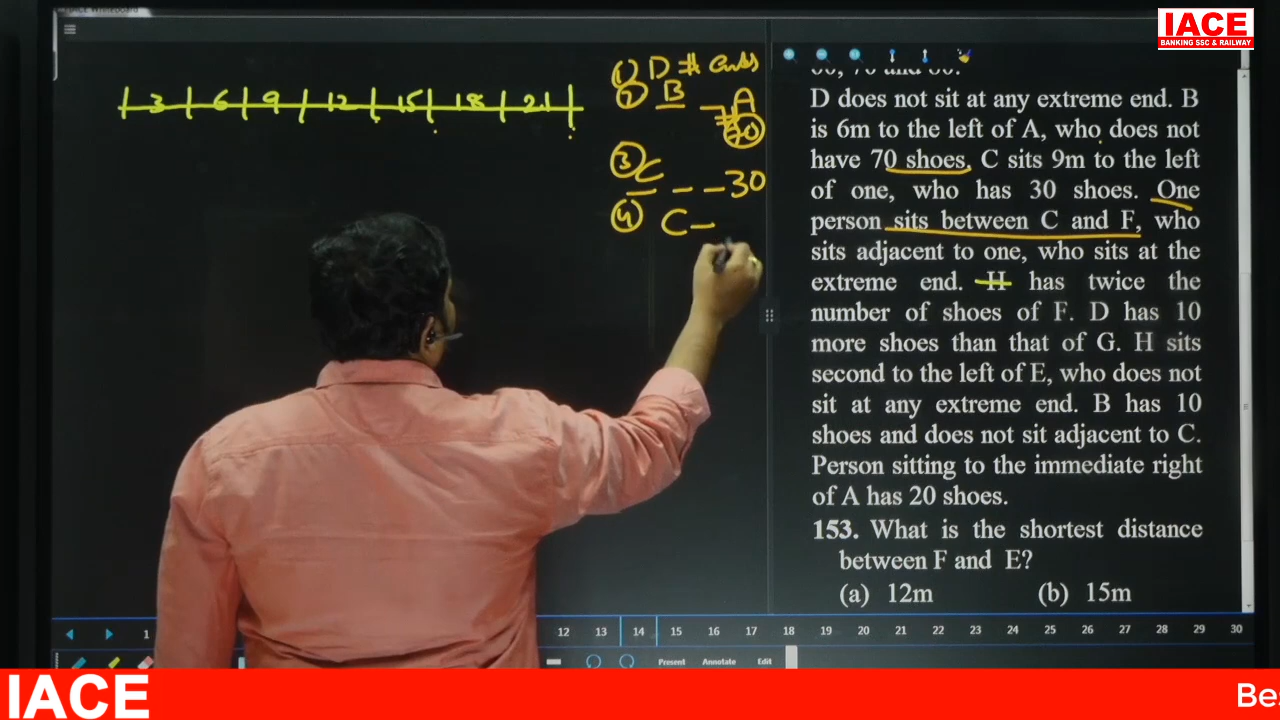 IACE
BANKING SSC & RAILWAY
3 6 9 12 15 18 21
① D # ends
② B _ A
#70
③ C _ _ 30
④ C _
D does not sit at any extreme end. B
is 6m to the left of A, who does not
have 70 shoes. C sits 9m to the left
of one, who has 30 shoes. One
person sits between C and F, who
sits adjacent to one, who sits at the
extreme end. H has twice the
number of shoes of F. D has 10
more shoes than that of G. H sits
second to the left of E, who does not
sit at any extreme end. B has 10
shoes and does not sit adjacent to C.
Person sitting to the immediate right
of A has 20 shoes.
153. What is the shortest distance
between F and E?
(a) 12m (b) 15m
1 12 13 14 15 16 17 18 19 20 21 22 23 24 25 26 27 28 29 30
Present Annotate Edit
IACE
Bes